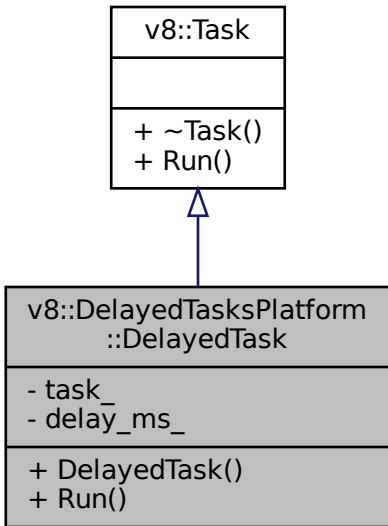 v8::Task
+ ~Task()
+ Run()
v8::DelayedTasksPlatform
::DelayedTask
- task_
- delay_ms_
+ DelayedTask()
+ Run()